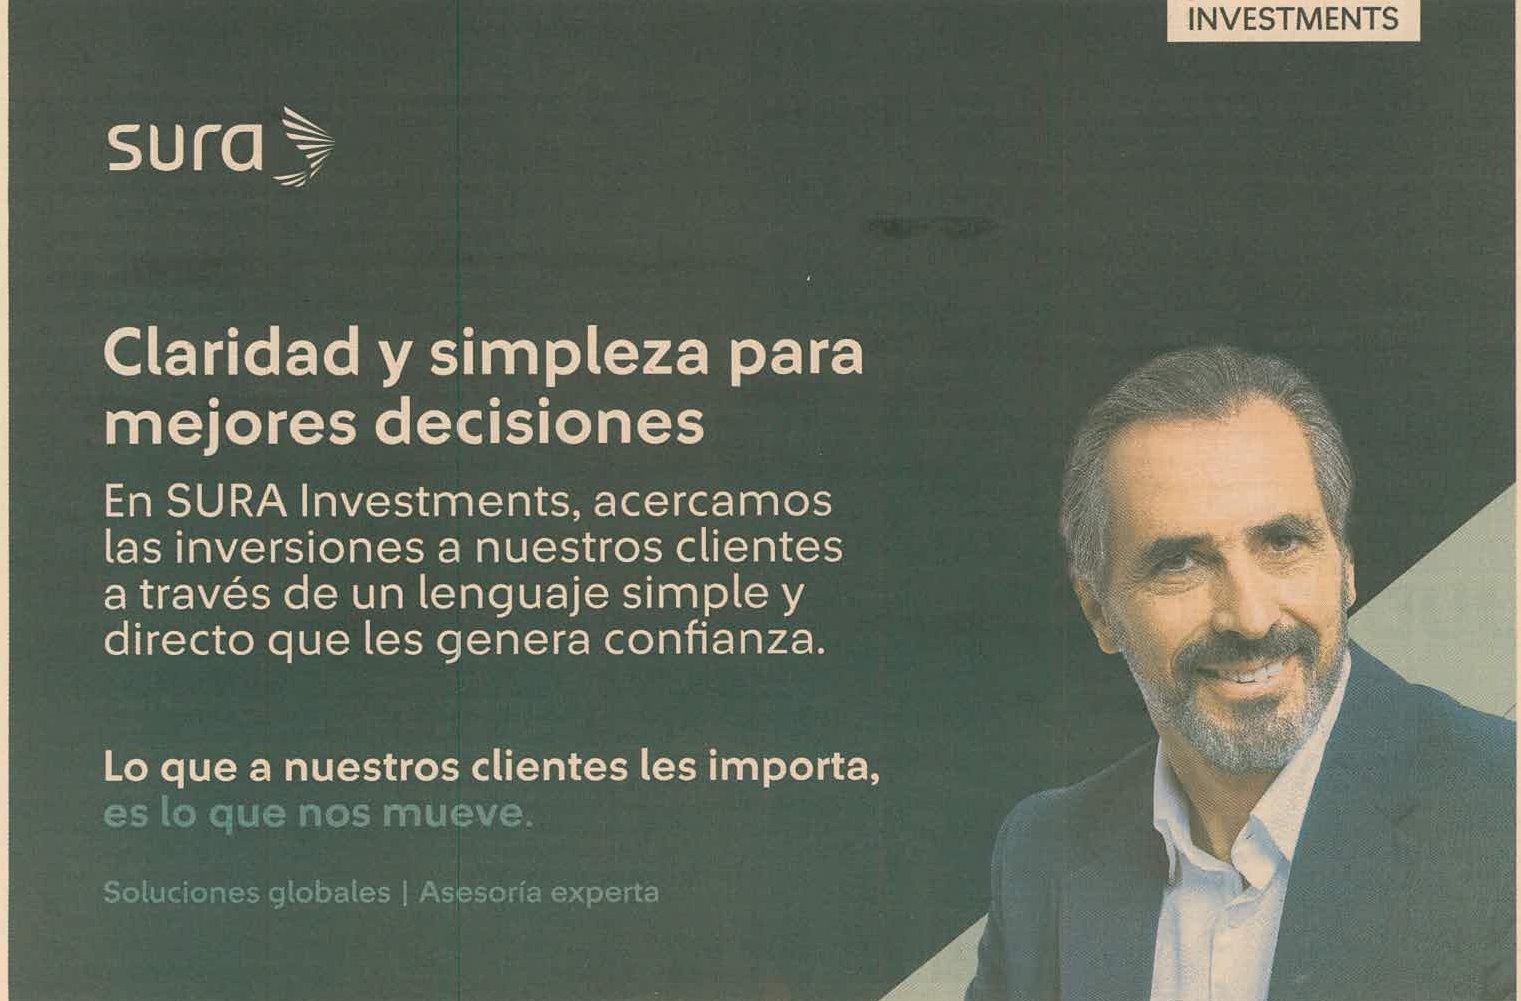 INVESTMENTS
sura
Claridad y simpleza para
mejores decisiones
En SURA Investments, acercamos
las inversiones a nuestros clientes
a través de un lenguaje simple y
directo que les genera confianza.
Lo que a nuestros clientes les importa,
es lo que nos mueve.
Soluciones globales | Asesoría experta